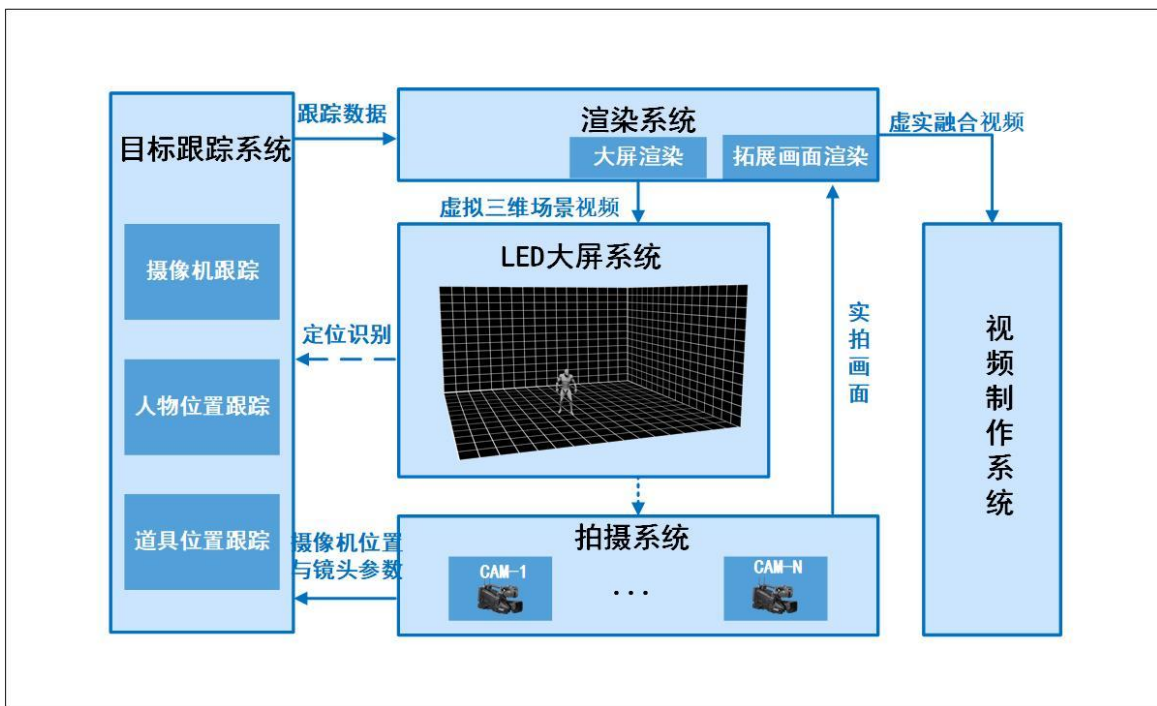 目标跟踪系统
摄像机跟踪
人物位置跟踪
道具位置跟踪
跟踪数据
渲染系统
大屏渲染
拓展画面渲染
虚实融合视频
虚拟三维场景视频
LED大屏系统
定位识别
实拍画面
视频制作系统
摄像机位置
与镜头参数
拍摄系统
CAM-1
...
CAM-N